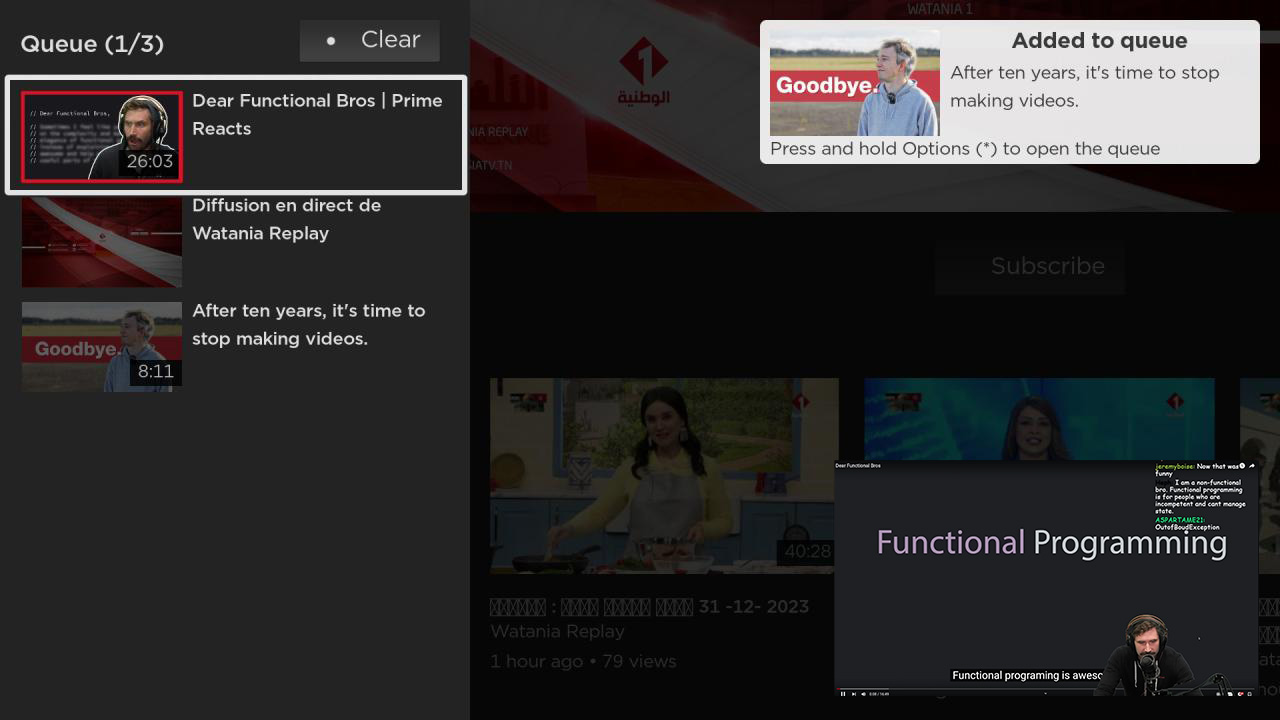 Queue (1/3)
Clear
// Dear Functional Bros,
26:03
Dear Functional Bros | Prime
Reacts
Diffusion en direct de
Watania Replay
Goodbye.
8:11
After ten years, it's time to
stop making videos.
WATANIA 1
الوطنية
Goodbye.
Added to queue
After ten years, it's time to stop
making videos.
Press and hold Options (*) to open the queue
Subscribe
40:28
31 -12- 2023
Watania Replay
1 hour ago • 79 views
Dear Functional Bros
jeremyboise: Now that was
funny
I am a non-functional
bro. Functional programming
is for people who are
incompetent and cant manage
state.
ASPARTAME21:
OutofBoudException
Functional Programming
Functional programing is aweso